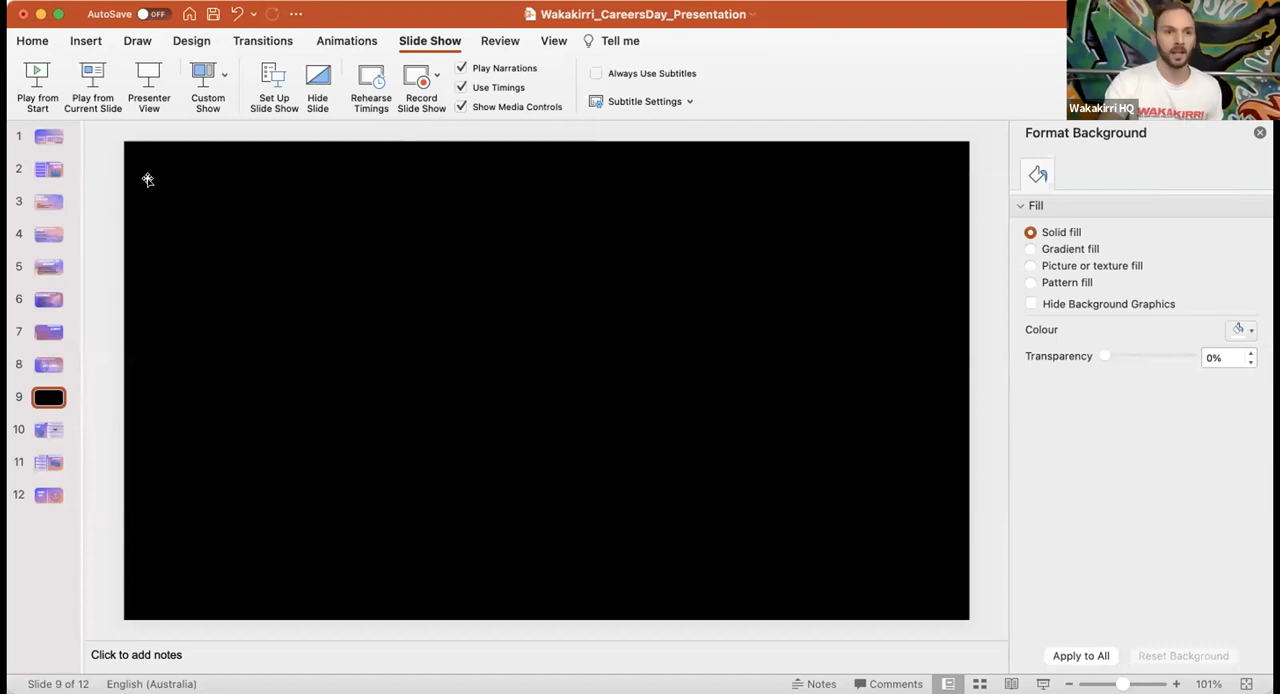 AutoSave OFF Wakakirri_CareersDay_Presentation
Home Insert Draw Design Transitions Animations Slide Show Review View Tell me
Play from Start
Play from Current Slide
Presenter View
Custom Show
Set Up Slide Show
Hide Slide
Rehearse Timings
Record Slide Show
Play Narrations
Use Timings
Show Media Controls
Always Use Subtitles
Subtitle Settings
WAKAKIRRI
Wakakirri HQ
1
2
3
4
5
6
7
8
9
10
11
12
Format Background
Fill
Solid fill
Gradient fill
Picture or texture fill
Pattern fill
Hide Background Graphics
Colour
Transparency 0%
Apply to All Reset Background
Click to add notes
Slide 9 of 12 English (Australia) Notes Comments 101%